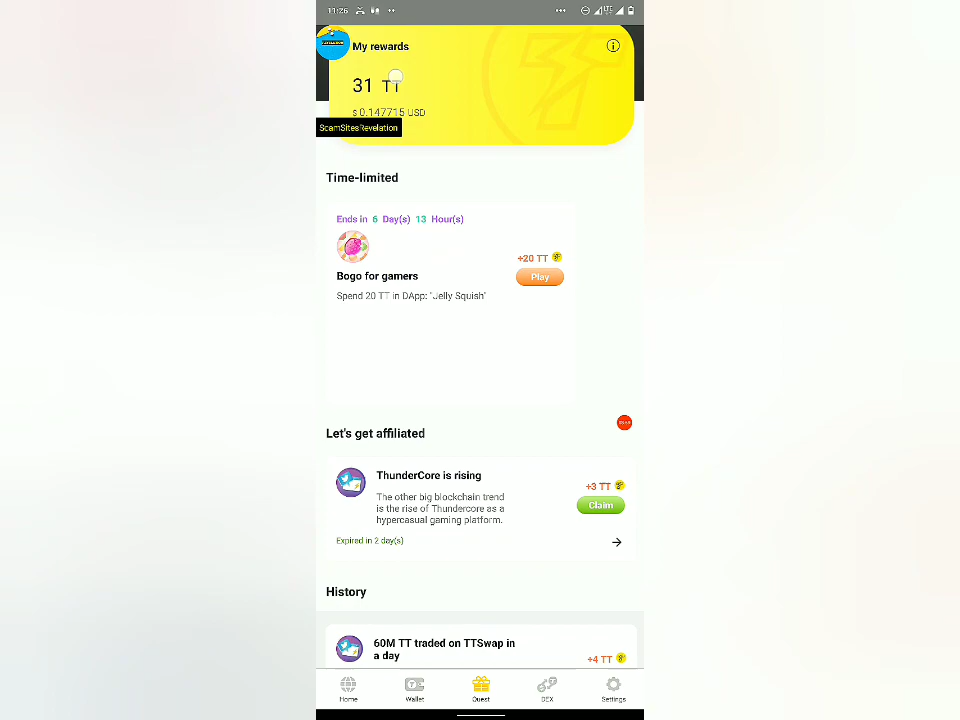 11:26
LTE
My rewards
31 TT
$ 0.147715 USD
ScamSitesRevelation
Time-limited
Ends in 6 Day(s) 13 Hour(s)
+20 TT
Bogo for gamers
Play
Spend 20 TT in DApp: "Jelly Squish"
Let's get affiliated
ThunderCore is rising
+3 TT
The other big blockchain trend
is the rise of Thundercore as a
hypercasual gaming platform.
Claim
Expired in 2 day(s)
History
60M TT traded on TTSwap in
a day
+4 TT
Home
Wallet
Quest
DEX
Settings